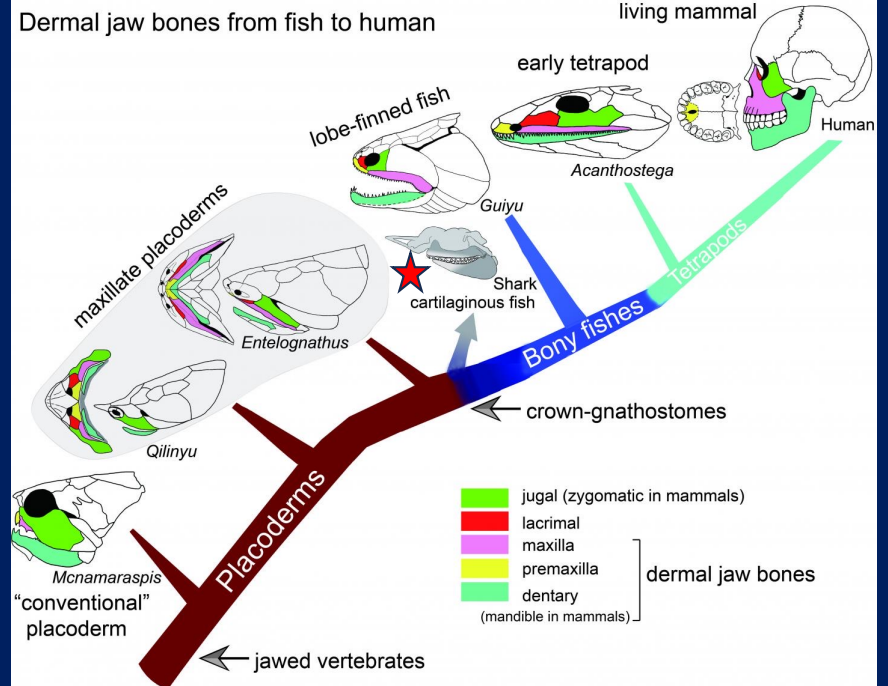 Dermal jaw bones from fish to human
living mammal
early tetrapod
lobe-finned fish
Human
Acanthostega
Guiyu
maxillate placoderms
Shark
cartilaginous fish
Tetrapods
Entelognathus
Bony fishes
crown-gnathostomes
Qilinyu
Placoderms
jugal (zygomatic in mammals)
lacrimal
maxilla
premaxilla
dentary
(mandible in mammals)
dermal jaw bones
Mcnamaraspis
“conventional”
placoderm
jawed vertebrates